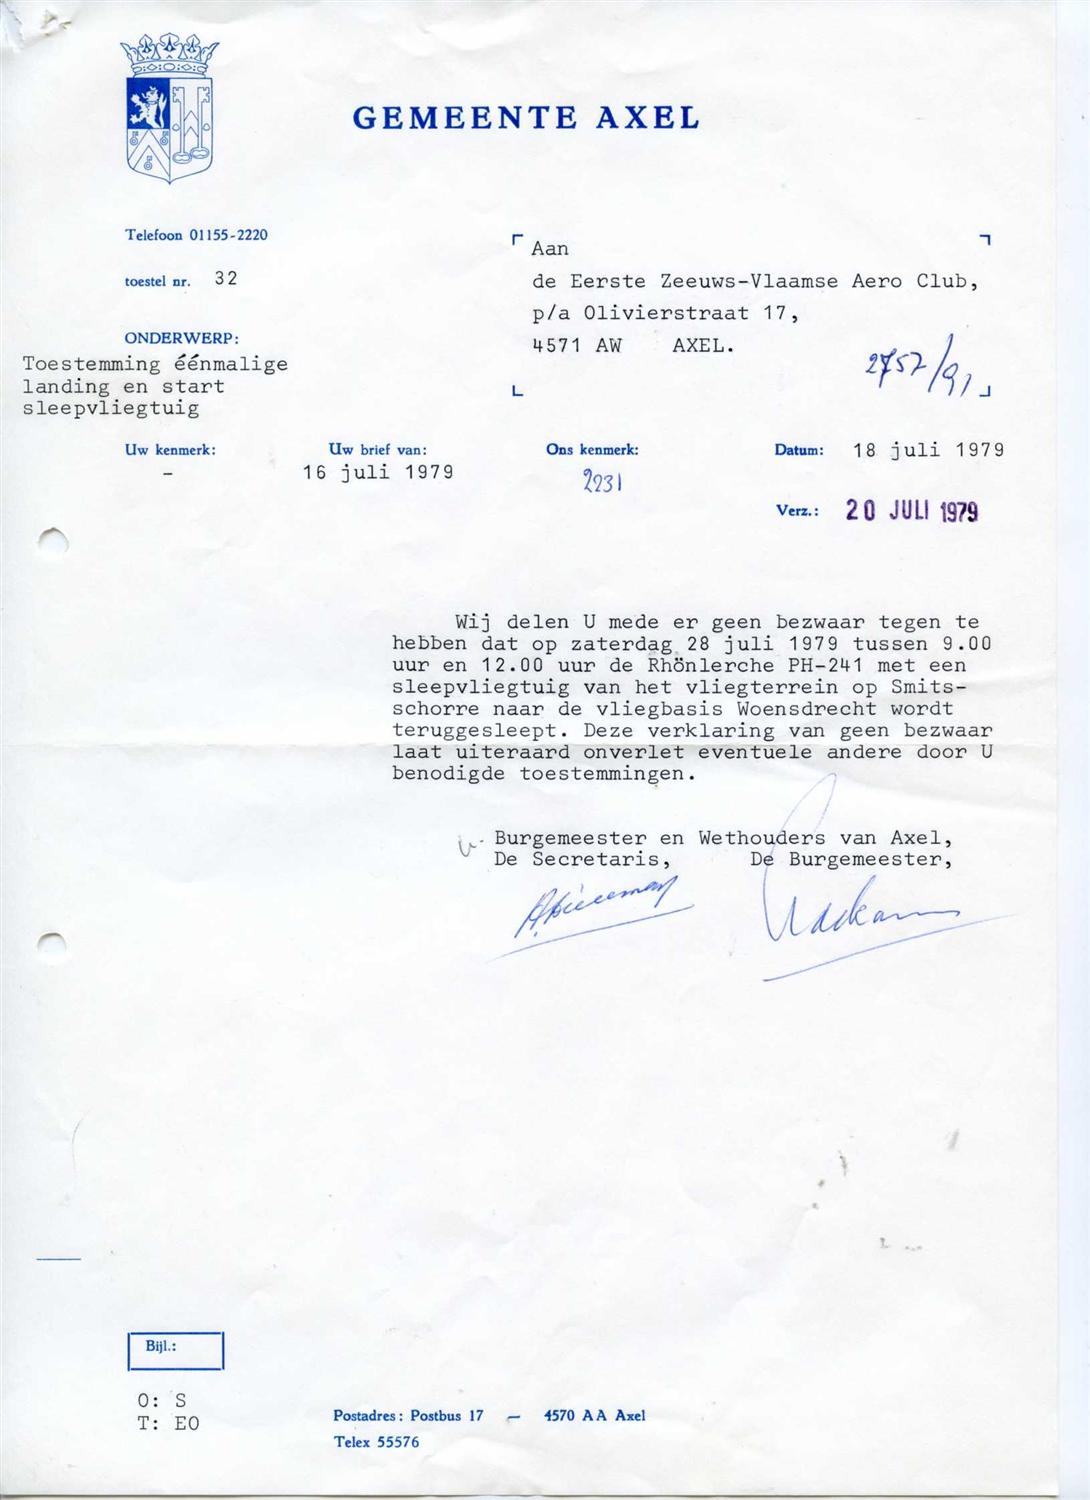 GEMEENTE AXEL
Telefoon 01155-2220
toestel nr. 32
ONDERWERP:
Toestemming éénmalige
landing en start
sleepvliegtuig
Aan
de Eerste Zeeuws-Vlaamse Aero Club,
p/a Olivierstraat 17,
4571 AW AXEL.
2757/91
Uw kenmerk:
-
Uw brief van:
16 juli 1979
Ons kenmerk:
2231
Datum: 18 juli 1979
Verz.: 20 JULI 1979
Wij delen U mede er geen bezwaar tegen te
hebben dat op zaterdag 28 juli 1979 tussen 9.00
uur en 12.00 uur de Rhönlerche PH-241 met een
sleepvliegtuig van het vliegterrein op Smits-
schorre naar de vliegbasis Woensdrecht wordt
teruggesleept. Deze verklaring van geen bezwaar
laat uiteraard onverlet eventuele andere door U
benodigde toestemmingen.
Burgemeester en Wethouders van Axel,
De Secretaris, De Burgemeester,
Bijl.:
O: S
T: EO
Postadres: Postbus 17 — 4570 AA Axel
Telex 55576